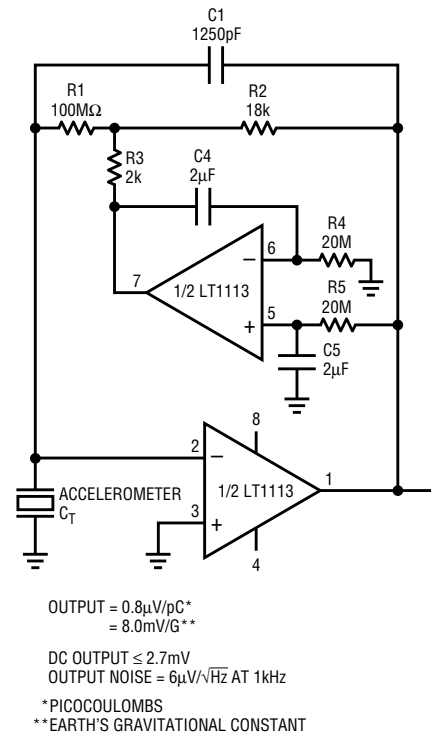 C1
1250pF
R1
100MΩ
R2
18k
R3
2k
C4
2µF
R4
20M
6
7
1/2 LT1113
−
+
5
R5
20M
C5
2µF
8
2
−
1/2 LT1113
1
3
+
4
ACCELEROMETER
CT
OUTPUT = 0.8µV/pC*
= 8.0mV/G**
DC OUTPUT ≤ 2.7mV
OUTPUT NOISE = 6µV/√Hz AT 1kHz
*PICOCOULOMBS
**EARTH'S GRAVITATIONAL CONSTANT